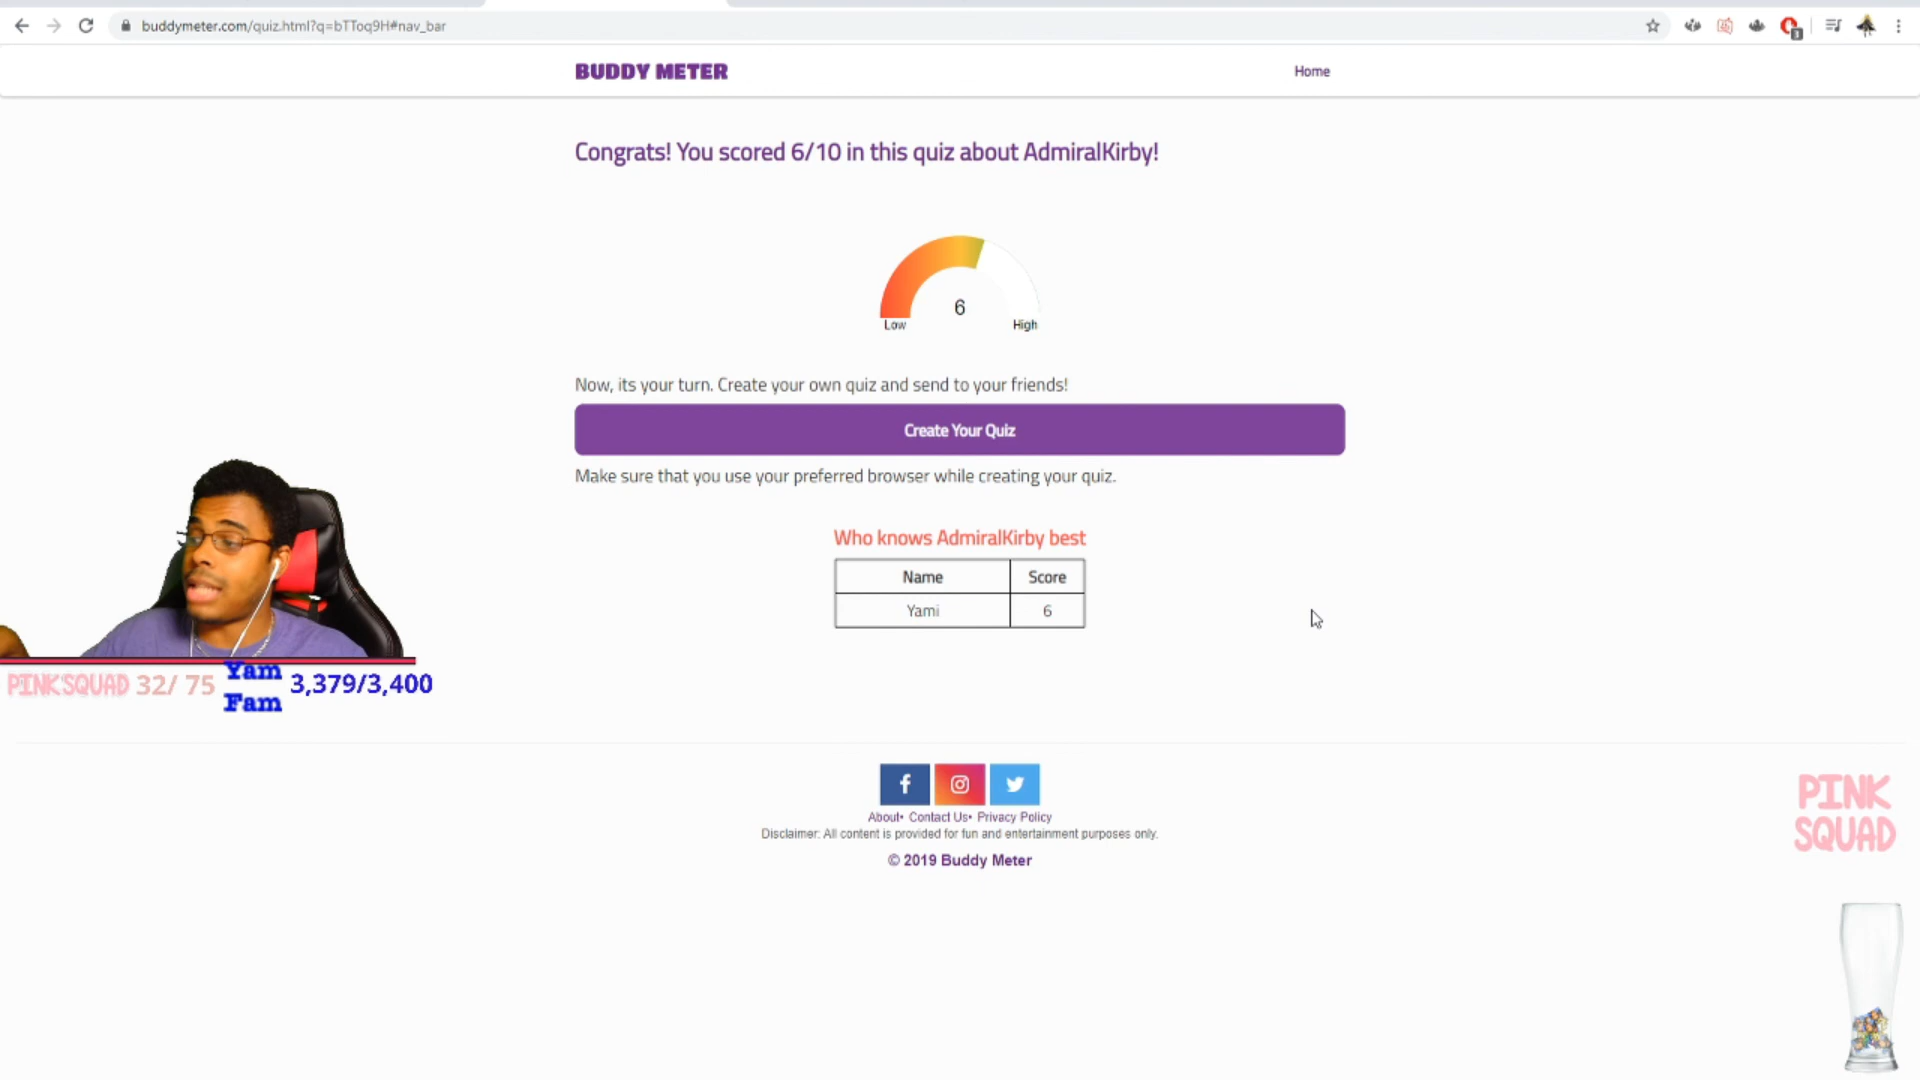 buddymeter.com/quiz.html?q=bTToq9H#nav_bar
3
BUDDY METER
Home
Congrats! You scored 6/10 in this quiz about AdmiralKirby!
6
Low
High
Now, its your turn. Create your own quiz and send to your friends!
Create Your Quiz
Make sure that you use your preferred browser while creating your quiz.
Who knows AdmiralKirby best
Name Score
Yami 6
PINK SQUAD 32/ 75 Yam Fam 3,379/3,400
About• Contact Us• Privacy Policy
Disclaimer: All content is provided for fun and entertainment purposes only.
© 2019 Buddy Meter
PINK
SQUAD